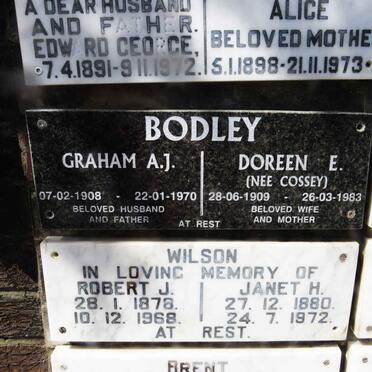 A DEAR HUSBAND
AND FATHER.
EDWARD GEORGE,
7.4.1891-9.11.1972.
ALICE
BELOVED MOTHE
5.1.1898-21.11.1973
BODLEY
GRAHAM A.J.
07-02-1908 - 22-01-1970
BELOVED HUSBAND
AND FATHER
DOREEN E.
(NEE COSSEY)
28-06-1909 - 26-03-1983
BELOVED WIFE
AND MOTHER
AT REST
WILSON
IN LOVING MEMORY OF
ROBERT J.
28. 1. 1878.
10. 12. 1968.
JANET H.
27. 12. 1880.
24. 7. 1972.
AT REST.
BRENT